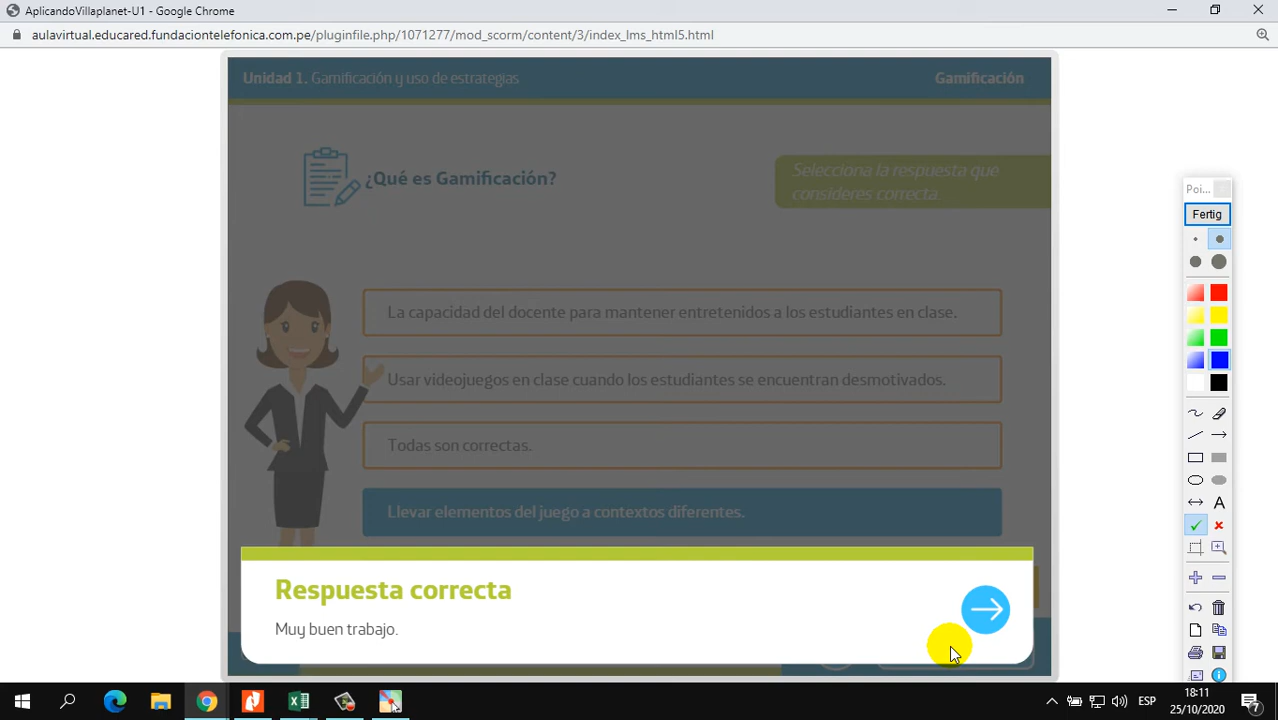 AplicandoVillaplanet-U1 - Google Chrome
aulavirtual.educared.fundaciontelefonica.com.pe/pluginfile.php/1071277/mod_scorm/content/3/index_lms_html5.html
Unidad 1. Gamificación y uso de estrategias
Gamificación
¿Qué es Gamificación?
Selecciona la respuesta que
consideres correcta.
La capacidad del docente para mantener entretenidos a los estudiantes en clase.
Usar videojuegos en clase cuando los estudiantes se encuentran desmotivados.
Todas son correctas.
Llevar elementos del juego a contextos diferentes.
Respuesta correcta
Muy buen trabajo.
Poi...
Fertig
A
ESP
18:11
25/10/2020
7